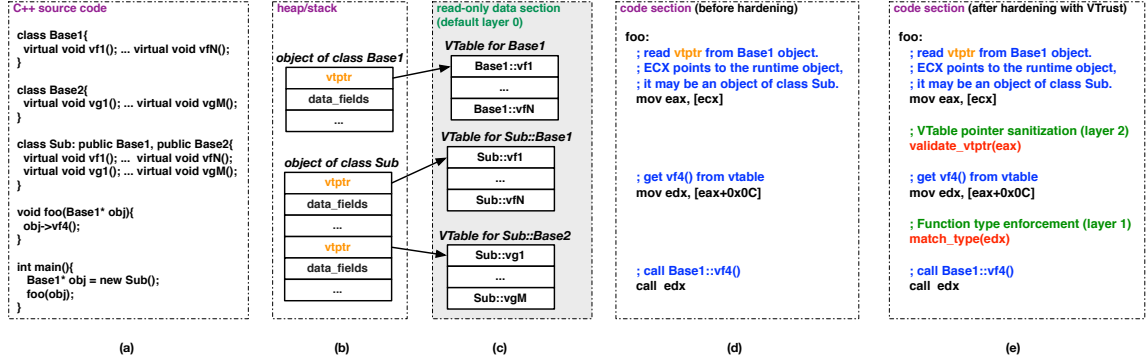 C++ source code
class Base1{
virtual void vf1(); ... virtual void vfN();
}
class Base2{
virtual void vg1(); ... virtual void vgM();
}
class Sub: public Base1, public Base2{
virtual void vf1(); ... virtual void vfN();
virtual void vg1(); ... virtual void vgM();
}
void foo(Base1* obj){
obj->vf4();
}
int main(){
Base1* obj = new Sub();
foo(obj);
}
(a)
heap/stack
object of class Base1
vtptr
data_fields
...
object of class Sub
vtptr
data_fields
...
vtptr
data_fields
...
(b)
read-only data section
(default layer 0)
VTable for Base1
Base1::vf1
...
Base1::vfN
VTable for Sub::Base1
Sub::vf1
...
Sub::vfN
VTable for Sub::Base2
Sub::vg1
...
Sub::vgM
(c)
code section (before hardening)
foo:
; read vtptr from Base1 object.
; ECX points to the runtime object,
; it may be an object of class Sub.
mov eax, [ecx]
; get vf4() from vtable
mov edx, [eax+0x0C]
; call Base1::vf4()
call edx
(d)
code section (after hardening with VTrust)
foo:
; read vtptr from Base1 object.
; ECX points to the runtime object,
; it may be an object of class Sub.
mov eax, [ecx]
; VTable pointer sanitization (layer 2)
validate_vtptr(eax)
; get vf4() from vtable
mov edx, [eax+0x0C]
; Function type enforcement (layer 1)
match_type(edx)
; call Base1::vf4()
call edx
(e)